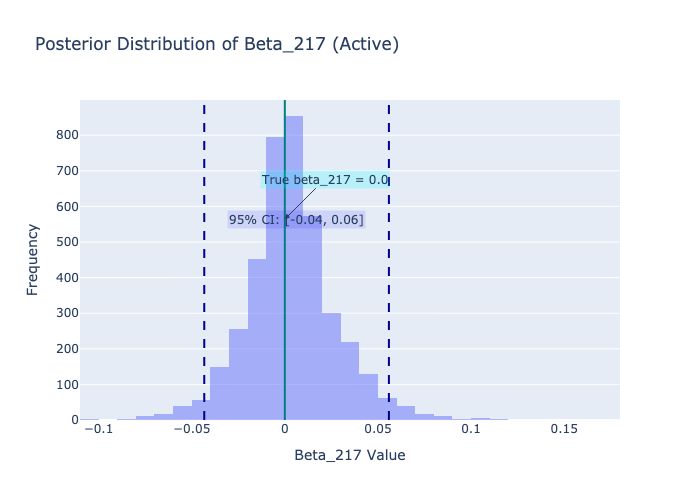 Posterior Distribution of Beta_217 (Active)
Frequency
800
700
600
500
400
300
200
100
0
True beta_217 = 0.0
95% CI: [-0.04, 0.06]
−0.1 −0.05 0 0.05 0.1 0.15
Beta_217 Value